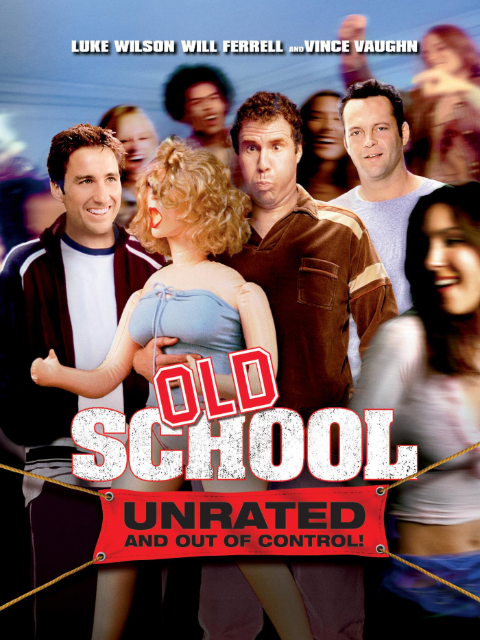 LUKE WILSON WILL FERRELL AND VINCE VAUGHN
OLD
SCHOOL
UNRATED
AND OUT OF CONTROL!